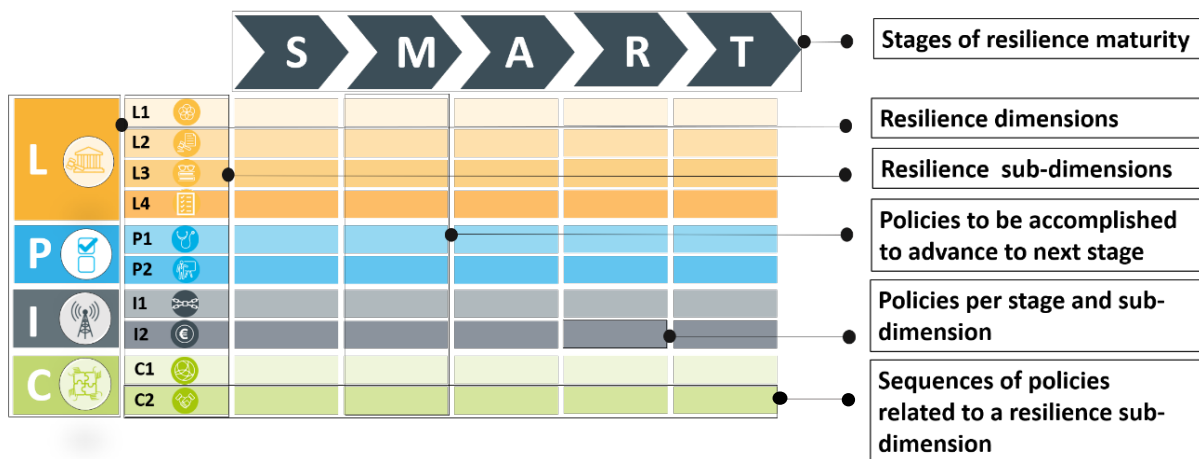 S M A R T
Stages of resilience maturity
L
L1
L2
L3
L4
Resilience dimensions
Resilience sub-dimensions
P
P1
P2
Policies to be accomplished
to advance to next stage
I
I1
I2
€
Policies per stage and sub-
dimension
C
C1
C2
Sequences of policies
related to a resilience sub-
dimension